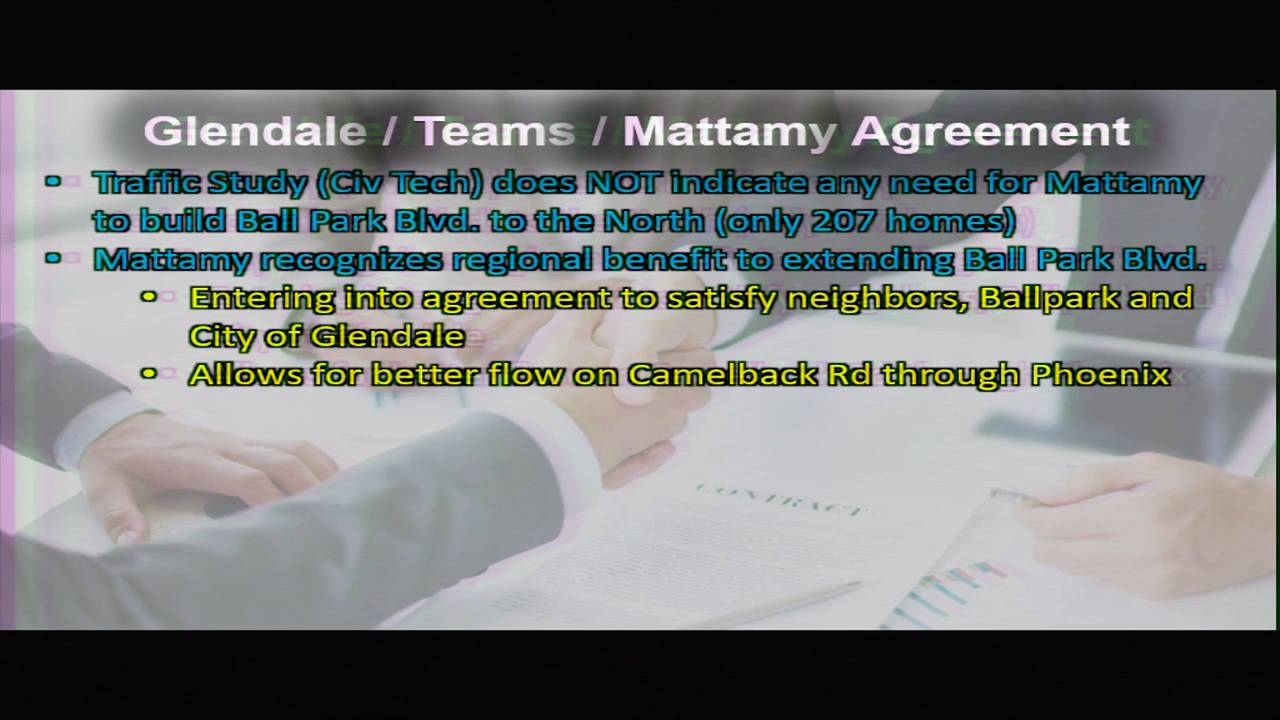 Glendale / Teams / Mattamy Agreement
• Traffic Study (Civ Tech) does NOT indicate any need for Mattamy
to build Ball Park Blvd. to the North (only 207 homes)
• Mattamy recognizes regional benefit to extending Ball Park Blvd.
• Entering into agreement to satisfy neighbors, Ballpark and
City of Glendale
• Allows for better flow on Camelback Rd through Phoenix
CONTRACT